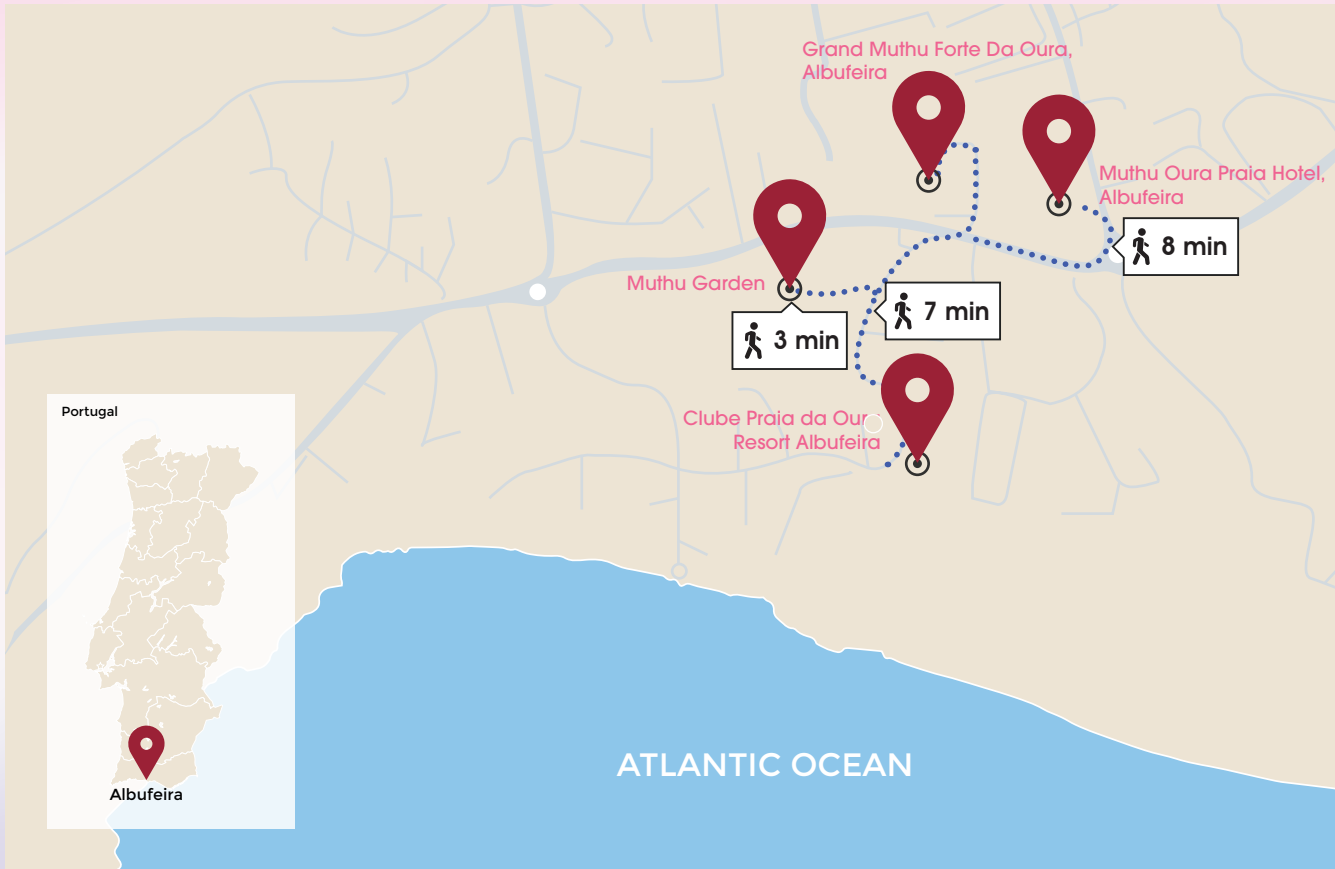 Grand Muthu Forte Da Oura,
Albufeira
Muthu Oura Praia Hotel,
Albufeira
8 min
Muthu Garden
7 min
3 min
Clube Praia da Oura
Resort Albufeira
Portugal
Albufeira
ATLANTIC OCEAN